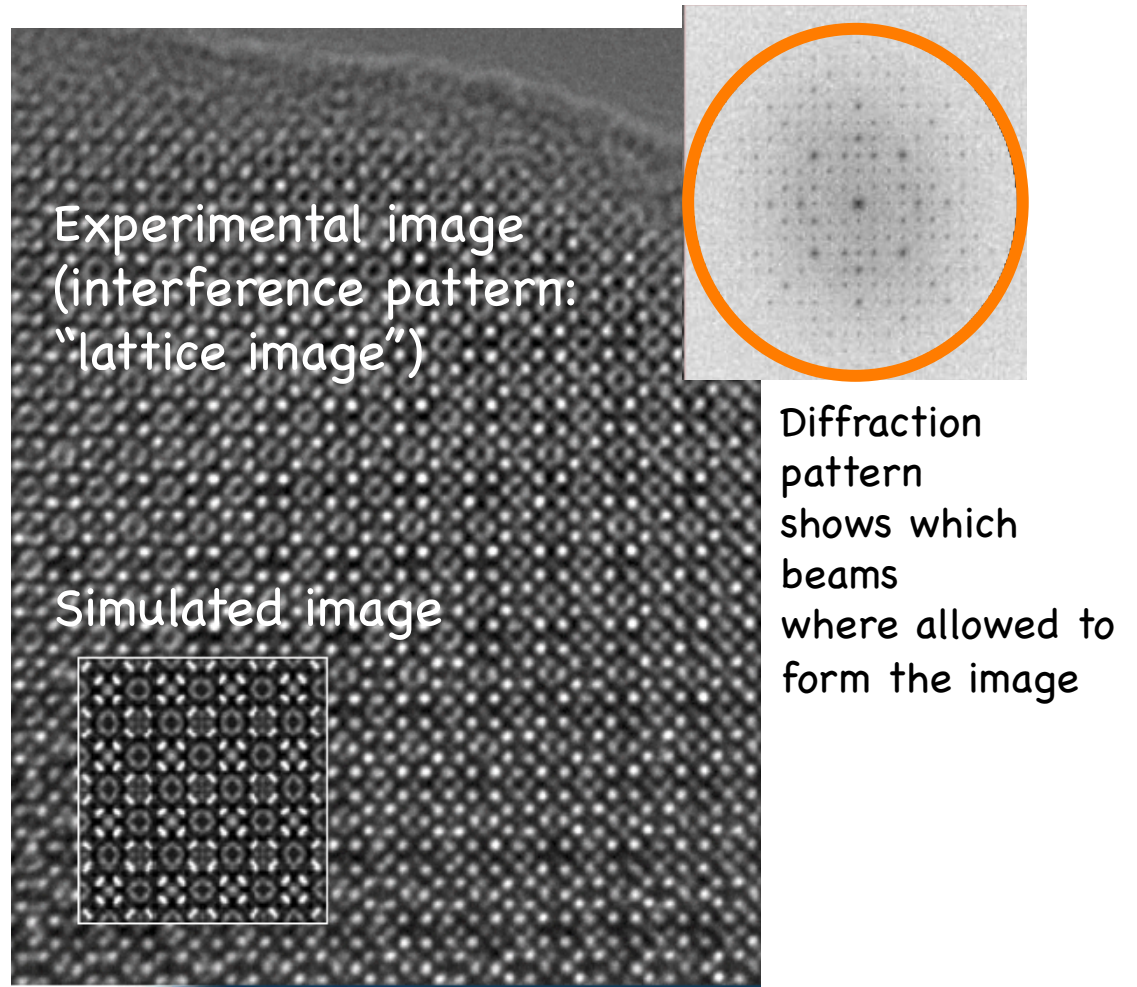 Experimental image
(interference pattern:
“lattice image”)
Simulated image
Diffraction
pattern
shows which
beams
where allowed to
form the image